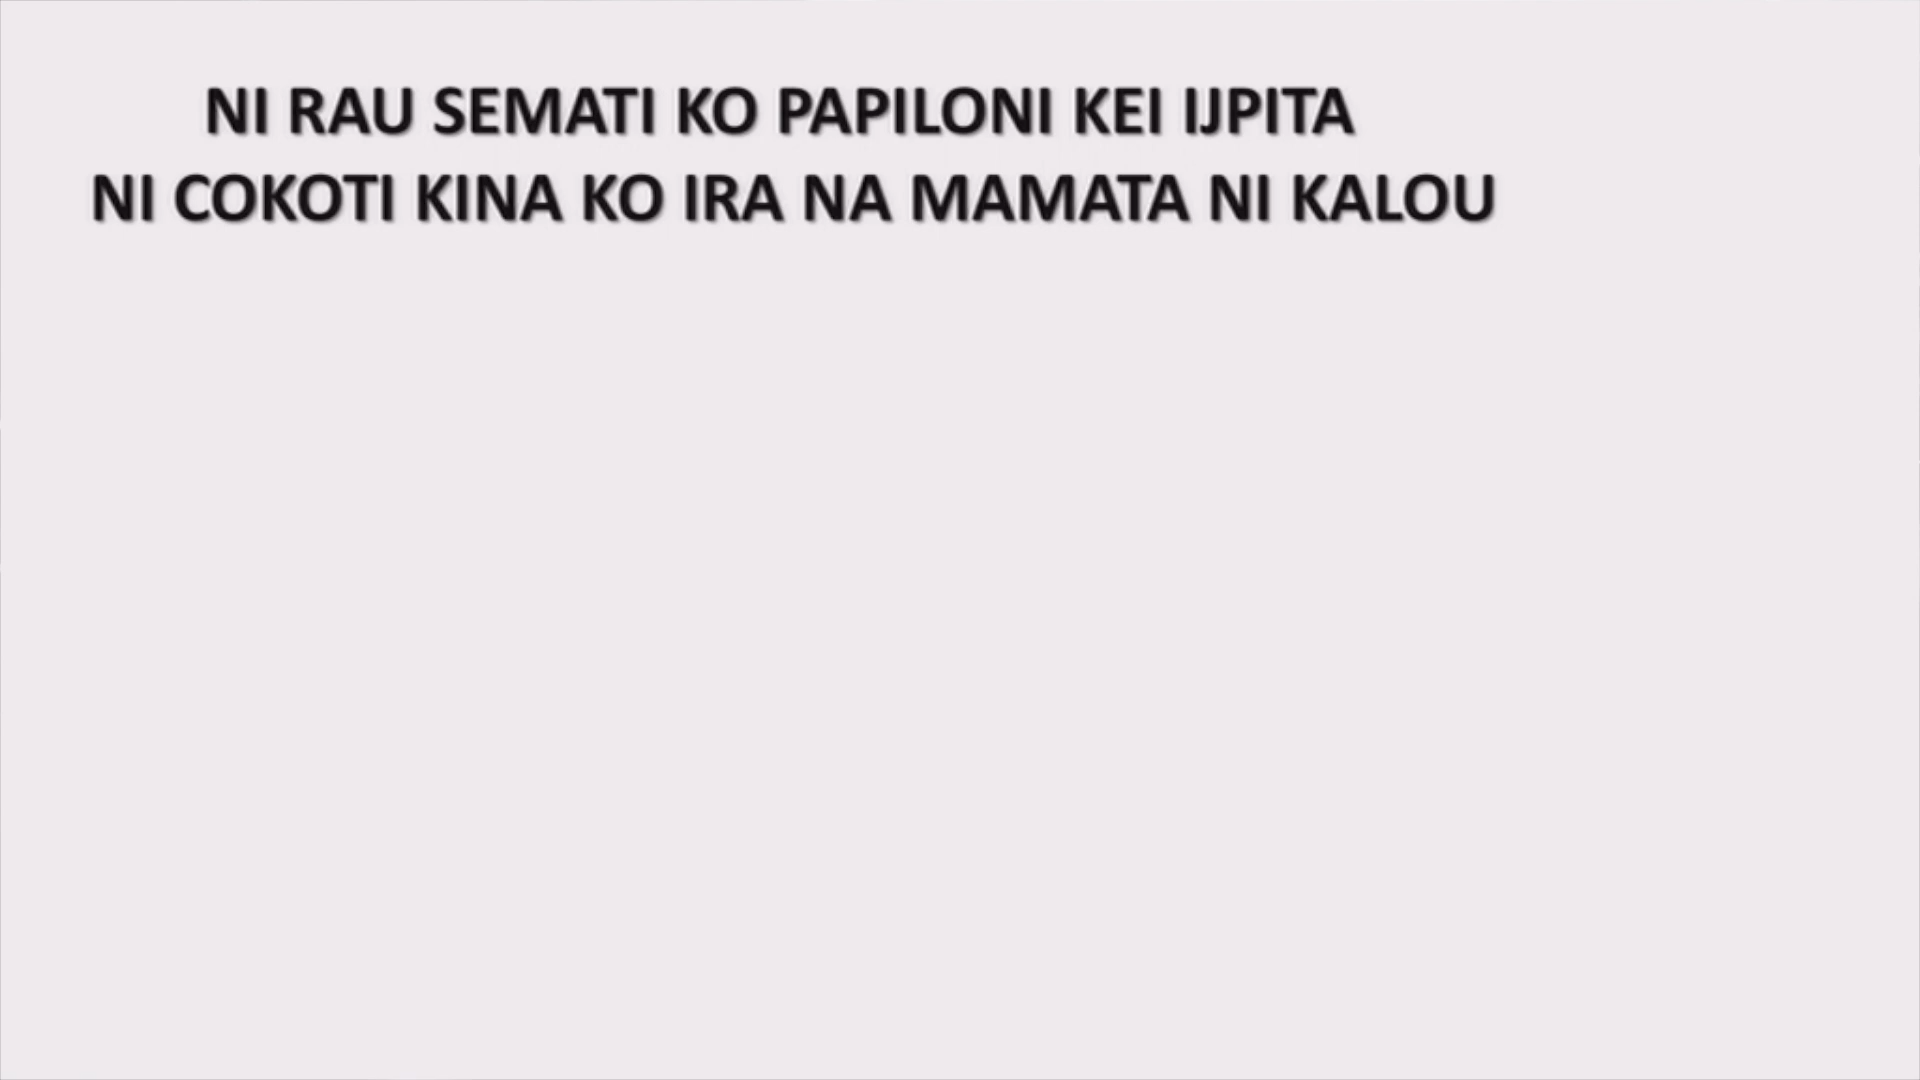 NI RAU SEMATI KO PAPILONI KEI IJPITA
NI COKOTI KINA KO IRA NA MAMATA NI KALOU